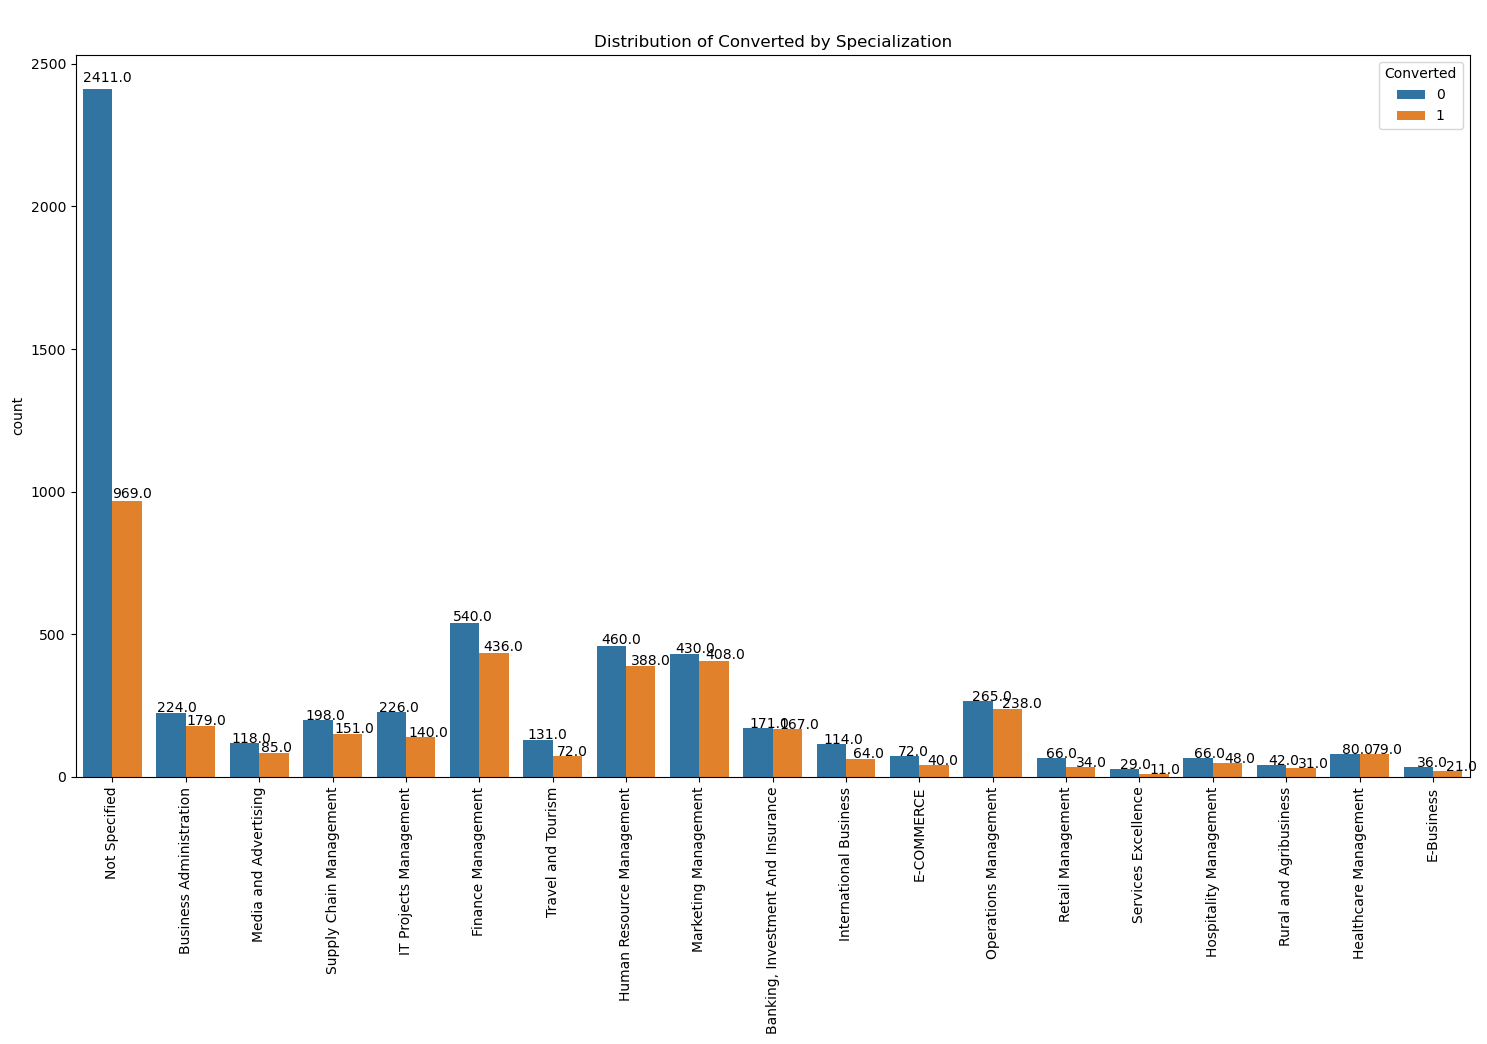 Distribution of Converted by Specialization
Converted
0
1
count
2500
2000
1500
1000
500
0
2411.0
969.0
224.0
179.0
118.0
85.0
198.0
151.0
226.0
140.0
540.0
436.0
131.0
72.0
460.0
388.0
430.0
408.0
171.0
167.0
114.0
64.0
72.0
40.0
265.0
238.0
66.0
34.0
29.0
11.0
66.0
48.0
42.0
31.0
80.0
79.0
36.0
21.0
Not Specified
Business Administration
Media and Advertising
Supply Chain Management
IT Projects Management
Finance Management
Travel and Tourism
Human Resource Management
Marketing Management
Banking, Investment And Insurance
International Business
E-COMMERCE
Operations Management
Retail Management
Services Excellence
Hospitality Management
Rural and Agribusiness
Healthcare Management
E-Business